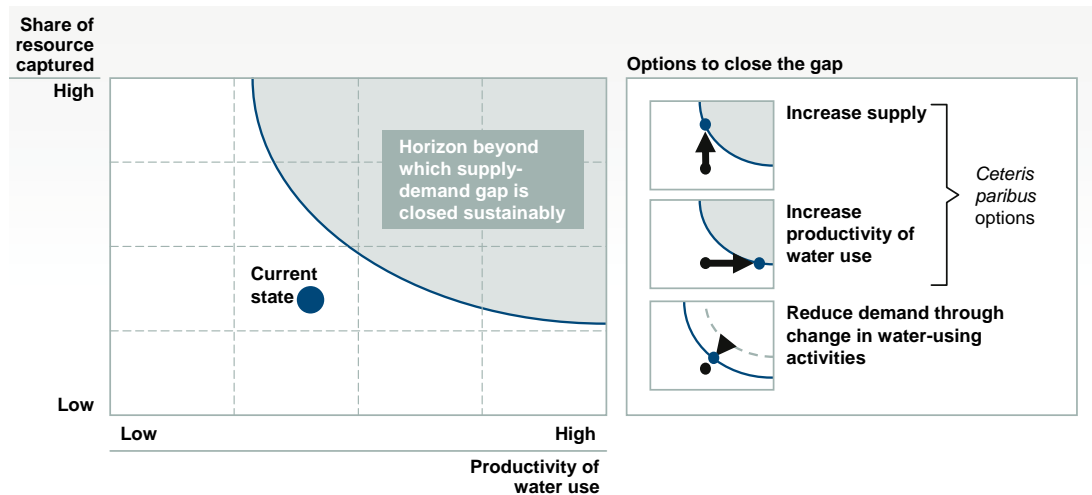 Share of
resource
captured
High
Horizon beyond
which supply-
demand gap is
closed sustainably
Current
state
Low
Low
High
Productivity of
water use
Options to close the gap
Increase supply
Increase
productivity of
water use
Ceteris
paribus
options
Reduce demand through
change in water-using
activities